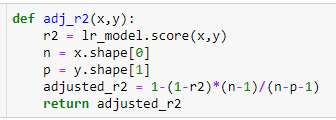 def adj_r2(x,y):
    r2 = lr_model.score(x,y)
    n = x.shape[0]
    p = y.shape[1]
    adjusted_r2 = 1-(1-r2)*(n-1)/(n-p-1)
    return adjusted_r2